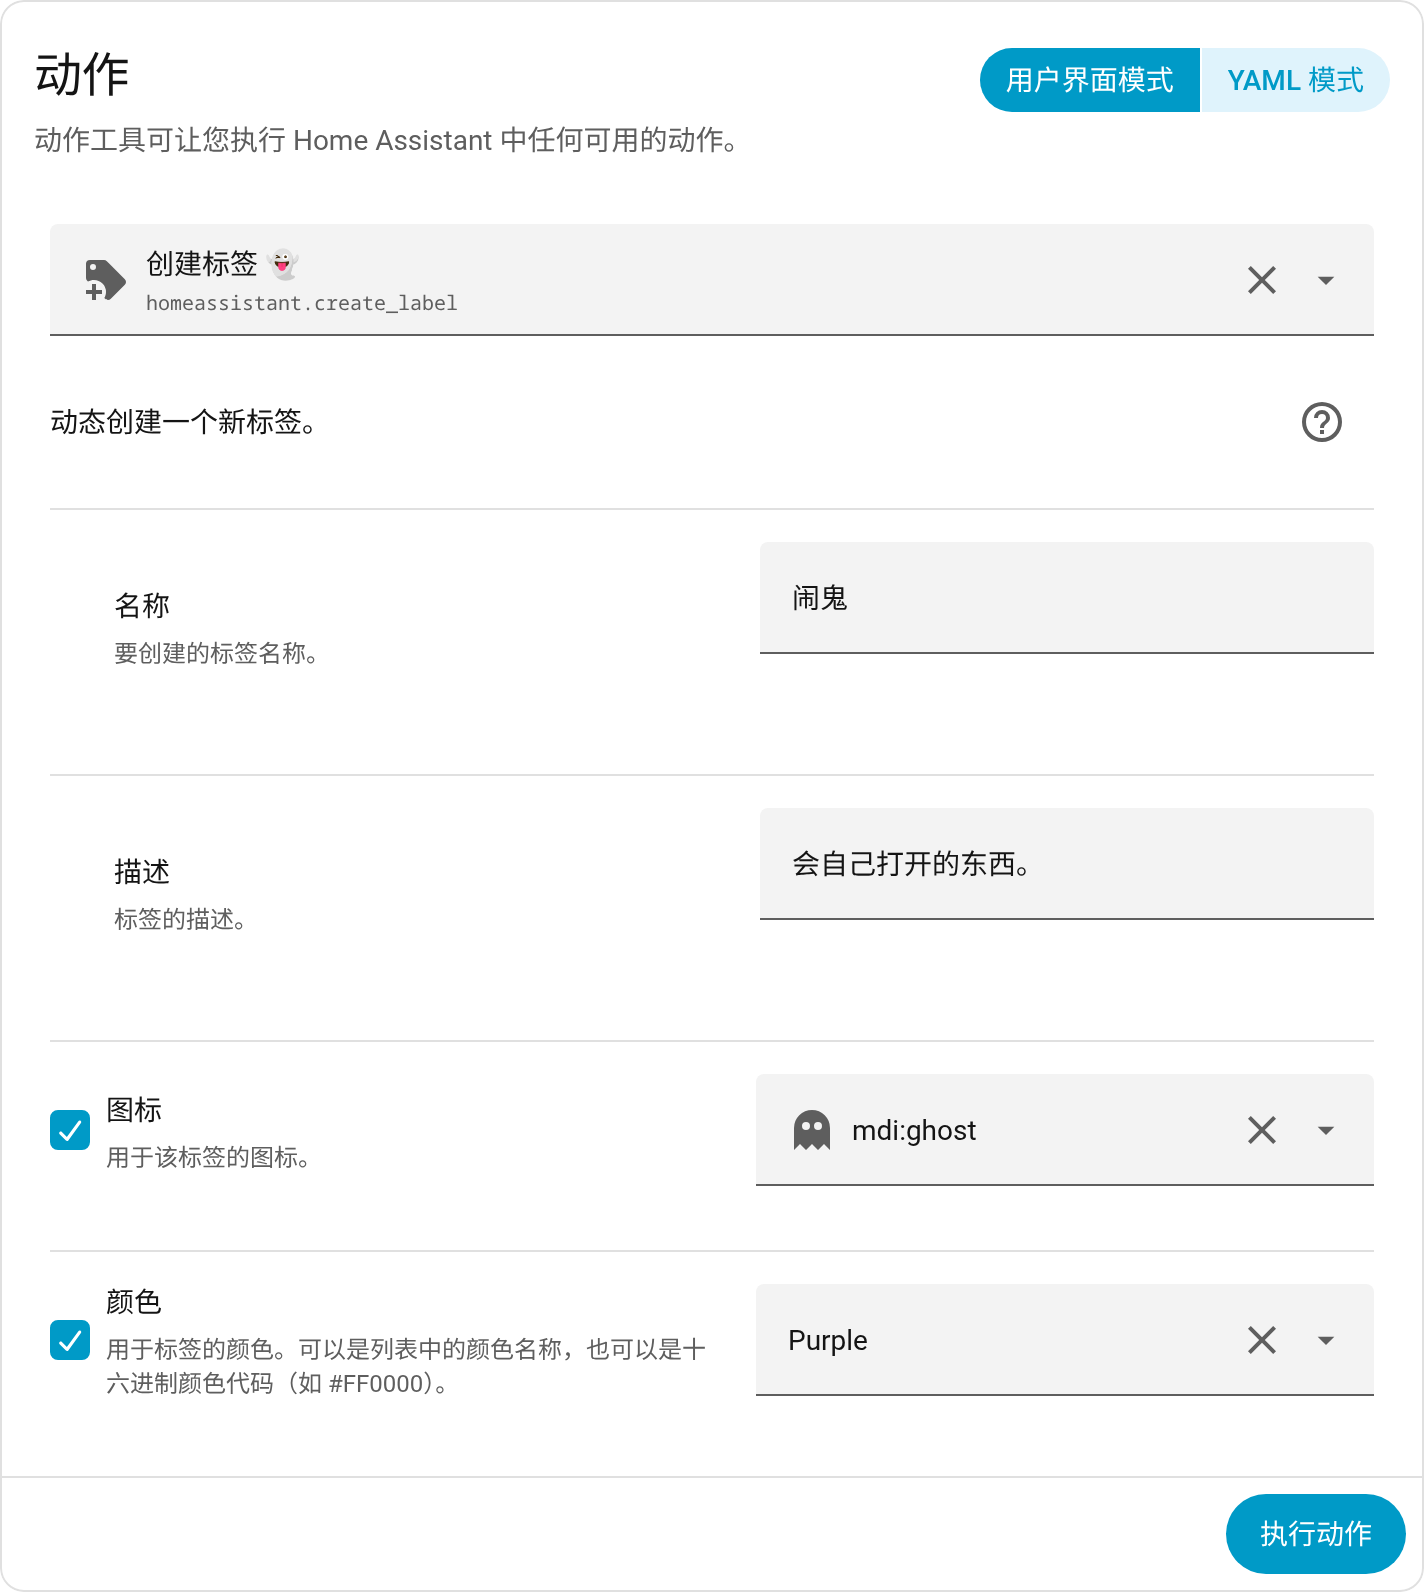 动作
用户界面模式
YAML 模式
动作工具可让您执行 Home Assistant 中任何可用的动作。
创建标签 👻
homeassistant.create_label
动态创建一个新标签。
名称
要创建的标签名称。
闹鬼
描述
标签的描述。
会自己打开的东西。
图标
用于该标签的图标。
mdi:ghost
颜色
用于标签的颜色。可以是列表中的颜色名称，也可以是十
六进制颜色代码（如 #FF0000）。
Purple
执行动作